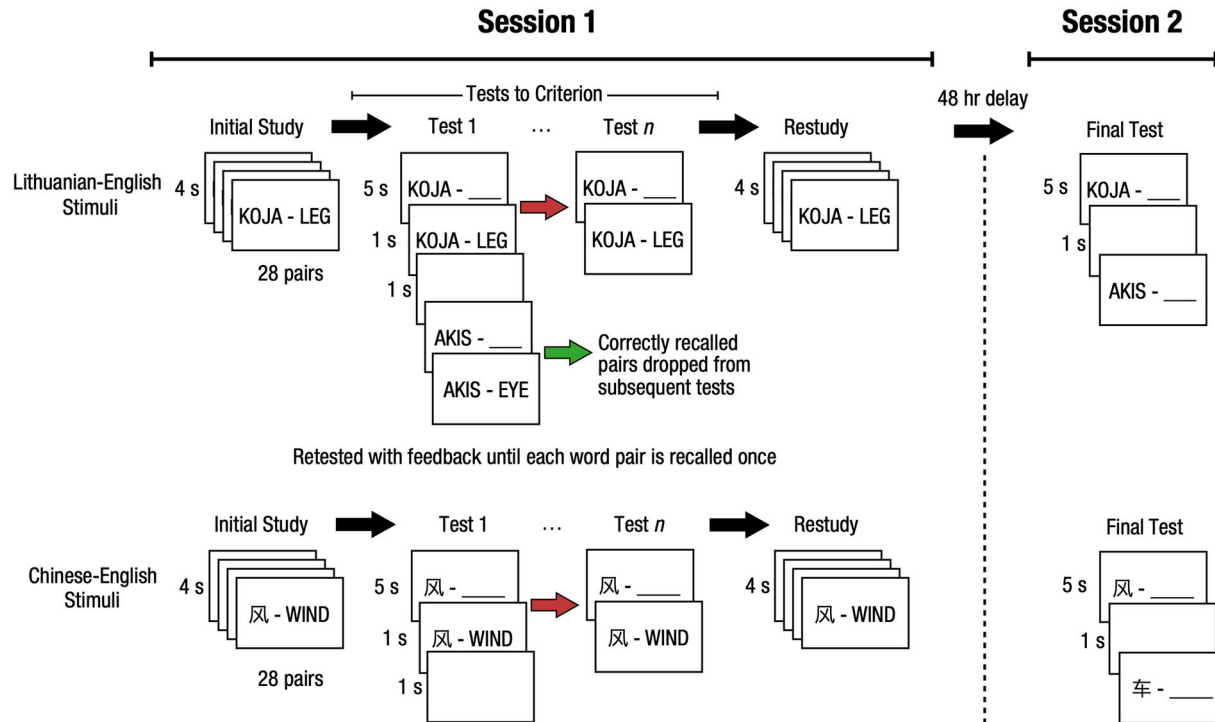 Session 1
Session 2
Tests to Criterion
48 hr delay
Initial Study
Test 1
...
Test n
Restudy
Final Test
Lithuanian-English
Stimuli
4 s
KOJA - LEG
28 pairs
5 s
KOJA - ____
1 s
KOJA - LEG
1 s
AKIS - ___
AKIS - EYE
KOJA - ____
KOJA - LEG
Correctly recalled
pairs dropped from
subsequent tests
4 s
KOJA - LEG
5 s
KOJA - ____
1 s
AKIS - ___
Retested with feedback until each word pair is recalled once
Initial Study
Test 1
...
Test n
Restudy
Final Test
Chinese-English
Stimuli
4 s
风 - WIND
28 pairs
5 s
风 - ____
1 s
风 - WIND
1 s
风 - ____
风 - WIND
4 s
风 - WIND
5 s
风 - ____
1 s
车 - ____